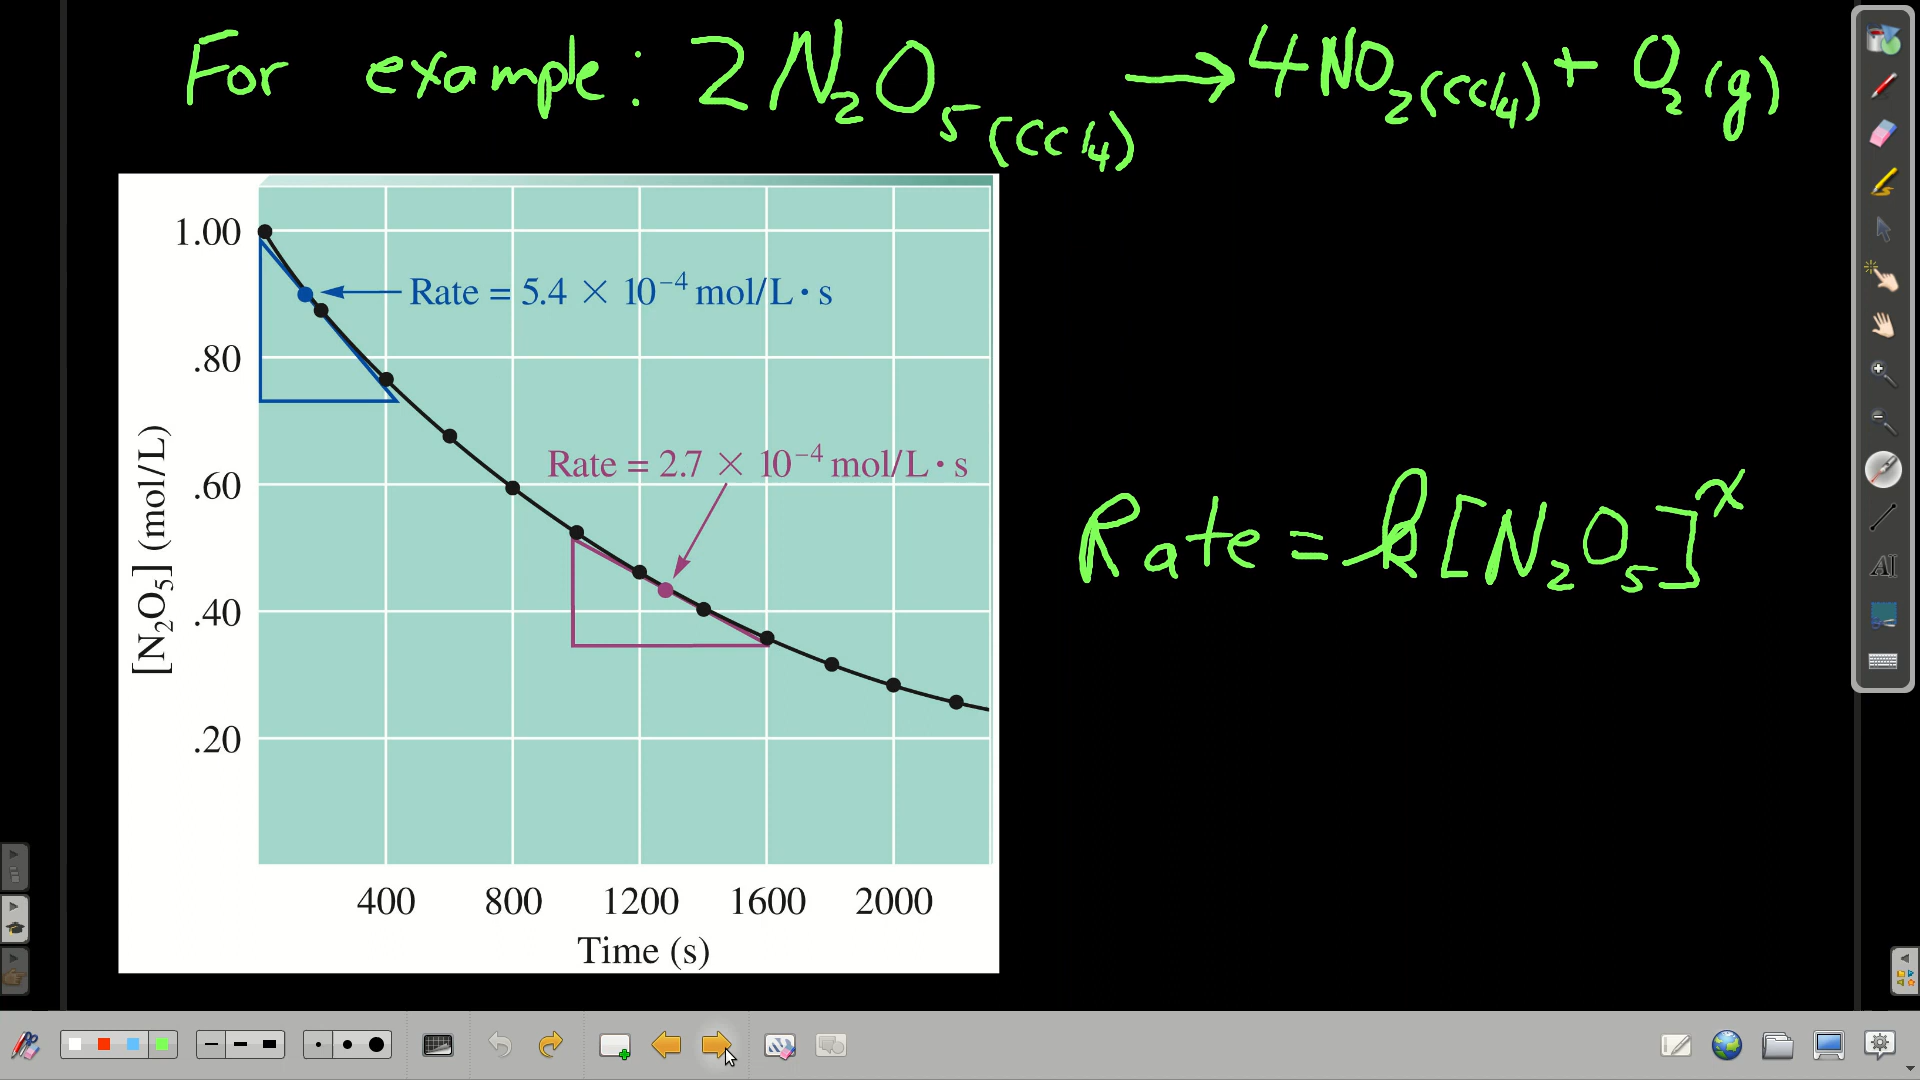 For example: 2N₂O₅(CCl₄) → 4NO₂(CCl₄) + O₂(g)
1.00
Rate = 5.4 × 10⁻⁴ mol/L · s
.80
Rate = 2.7 × 10⁻⁴ mol/L · s
.60
Rate = k[N₂O₅]ˣ
.40
.20
[N₂O₅] (mol/L)
400 800 1200 1600 2000
Time (s)
AI